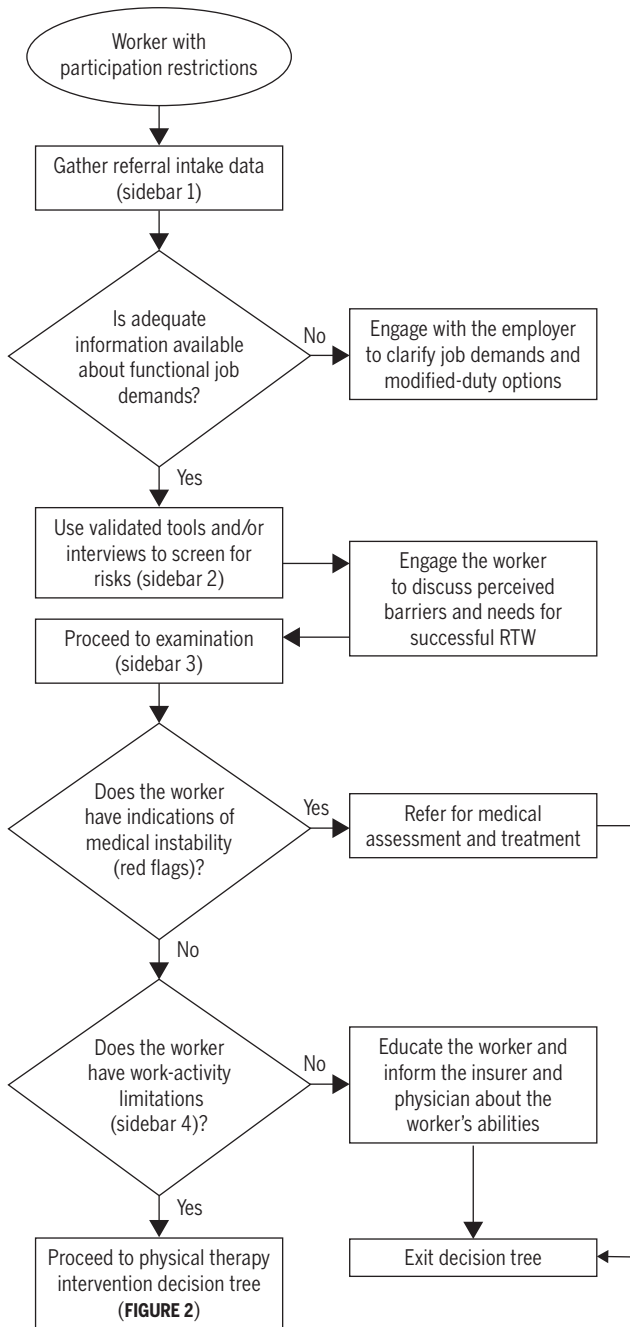 Worker with
participation restrictions
Gather referral intake data
(sidebar 1)
Is adequate
information available
about functional job
demands?
No
Engage with the employer
to clarify job demands and
modified-duty options
Yes
Use validated tools and/or
interviews to screen for
risks (sidebar 2)
Engage the worker
to discuss perceived
barriers and needs for
successful RTW
Proceed to examination
(sidebar 3)
Does the worker
have indications of
medical instability
(red flags)?
Yes
Refer for medical
assessment and treatment
No
Does the worker
have work-activity
limitations
(sidebar 4)?
No
Educate the worker and
inform the insurer and
physician about the
worker's abilities
Yes
Proceed to physical therapy
intervention decision tree
(FIGURE 2)
Exit decision tree